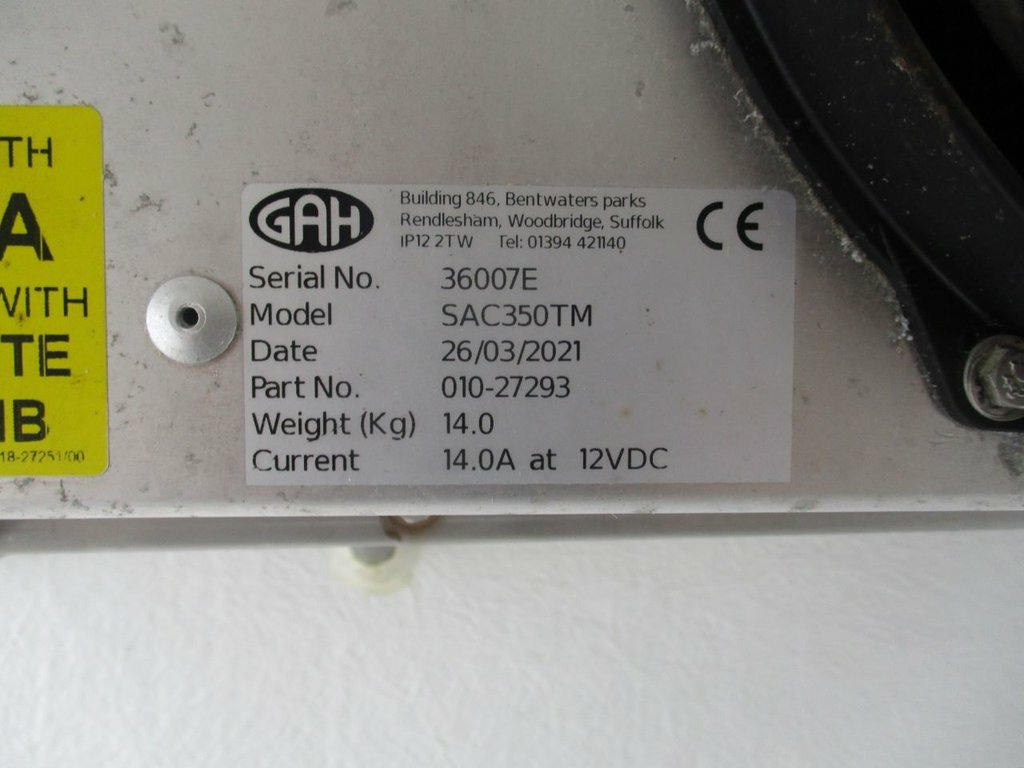 TH
A
WITH
TE
IB
18-27251/00
GAH
Building 846, Bentwaters parks
Rendlesham, Woodbridge, Suffolk
IP12 2TW Tel: 01394 421140
CE
Serial No. 36007E
Model SAC350TM
Date 26/03/2021
Part No. 010-27293
Weight (Kg) 14.0
Current 14.0A at 12VDC